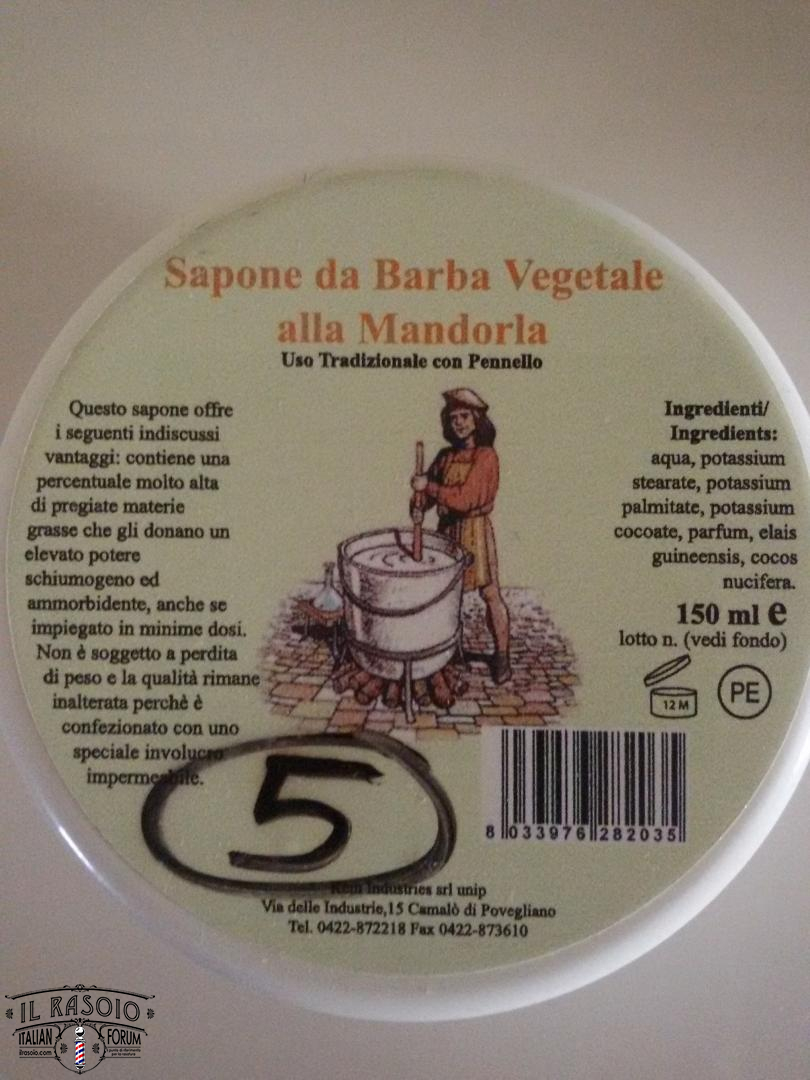 Sapone da Barba Vegetale
alla Mandorla
Uso Tradizionale con Pennello
Questo sapone offre
i seguenti indiscussi
vantaggi: contiene una
percentuale molto alta
di pregiate materie
grasse che gli donano un
elevato potere
schiumogeno ed
ammorbidente, anche se
impiegato in minime dosi.
Non è soggetto a perdita
di peso e la qualità rimane
inalterata perchè è
confezionato con uno
speciale involucro
impermeabile.
Ingredienti/
Ingredients:
aqua, potassium
stearate, potassium
palmitate, potassium
cocoate, parfum, elais
guineensis, cocos
nucifera.
150 ml e
lotto n. (vedi fondo)
12 M
PE
5
8 033976 282035
Industries srl unip
Via delle Industrie,15 Camalò di Povegliano
Tel. 0422-872218 Fax 0422-873610
IL RASOIO
ITALIAN FORUM
ilrasoio.com